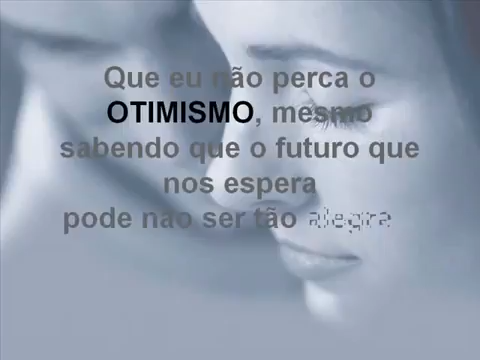 Que eu não perca o
OTIMISMO, mesmo
sabendo que o futuro que
nos espera
pode não ser tão alegre